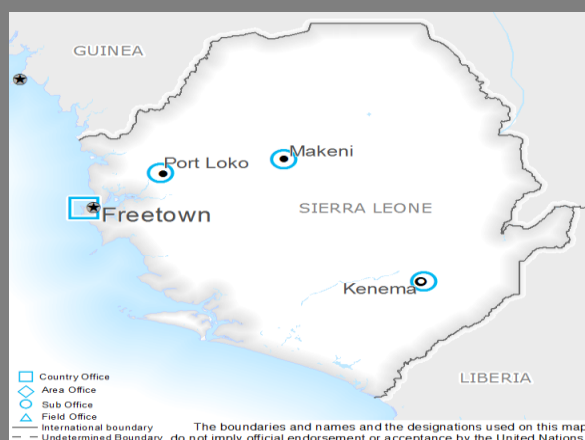 GUINEA
Makeni
Port Loko
SIERRA LEONE
Freetown
Kenema
LIBERIA
Country Office
Area Office
Sub Office
Field Office
International boundary
Undetermined Boundary
The boundaries and names and the designations used on this map
do not imply official endorsement or acceptance by the United Nations.